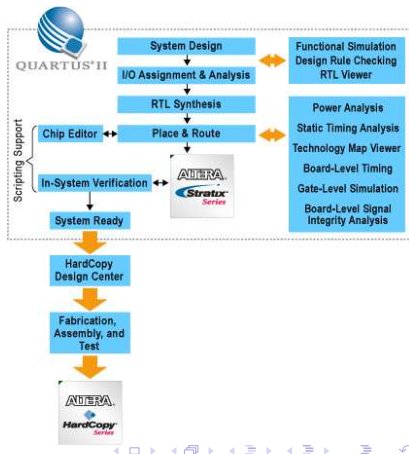 QUARTUS® II
System Design
I/O Assignment & Analysis
RTL Synthesis
Place & Route
Chip Editor
In-System Verification
System Ready
Scripting Support
Functional Simulation
Design Rule Checking
RTL Viewer
Power Analysis
Static Timing Analysis
Technology Map Viewer
Board-Level Timing
Gate-Level Simulation
Board-Level Signal
Integrity Analysis
ALTERA.
Stratix
Series
HardCopy
Design Center
Fabrication,
Assembly, and
Test
ALTERA.
HardCopy
Series